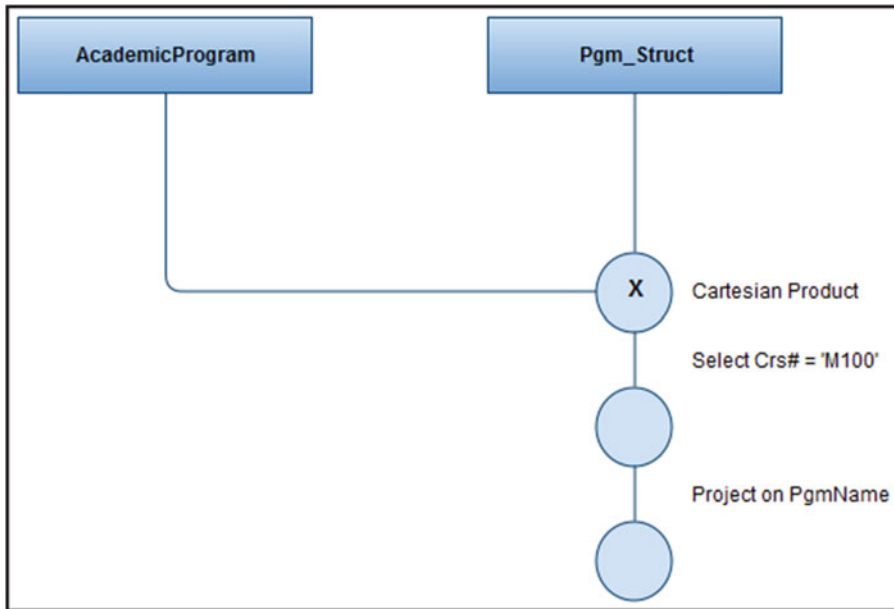 AcademicProgram
Pgm_Struct
X
Cartesian Product
Select Crs# = 'M100'
Project on PgmName